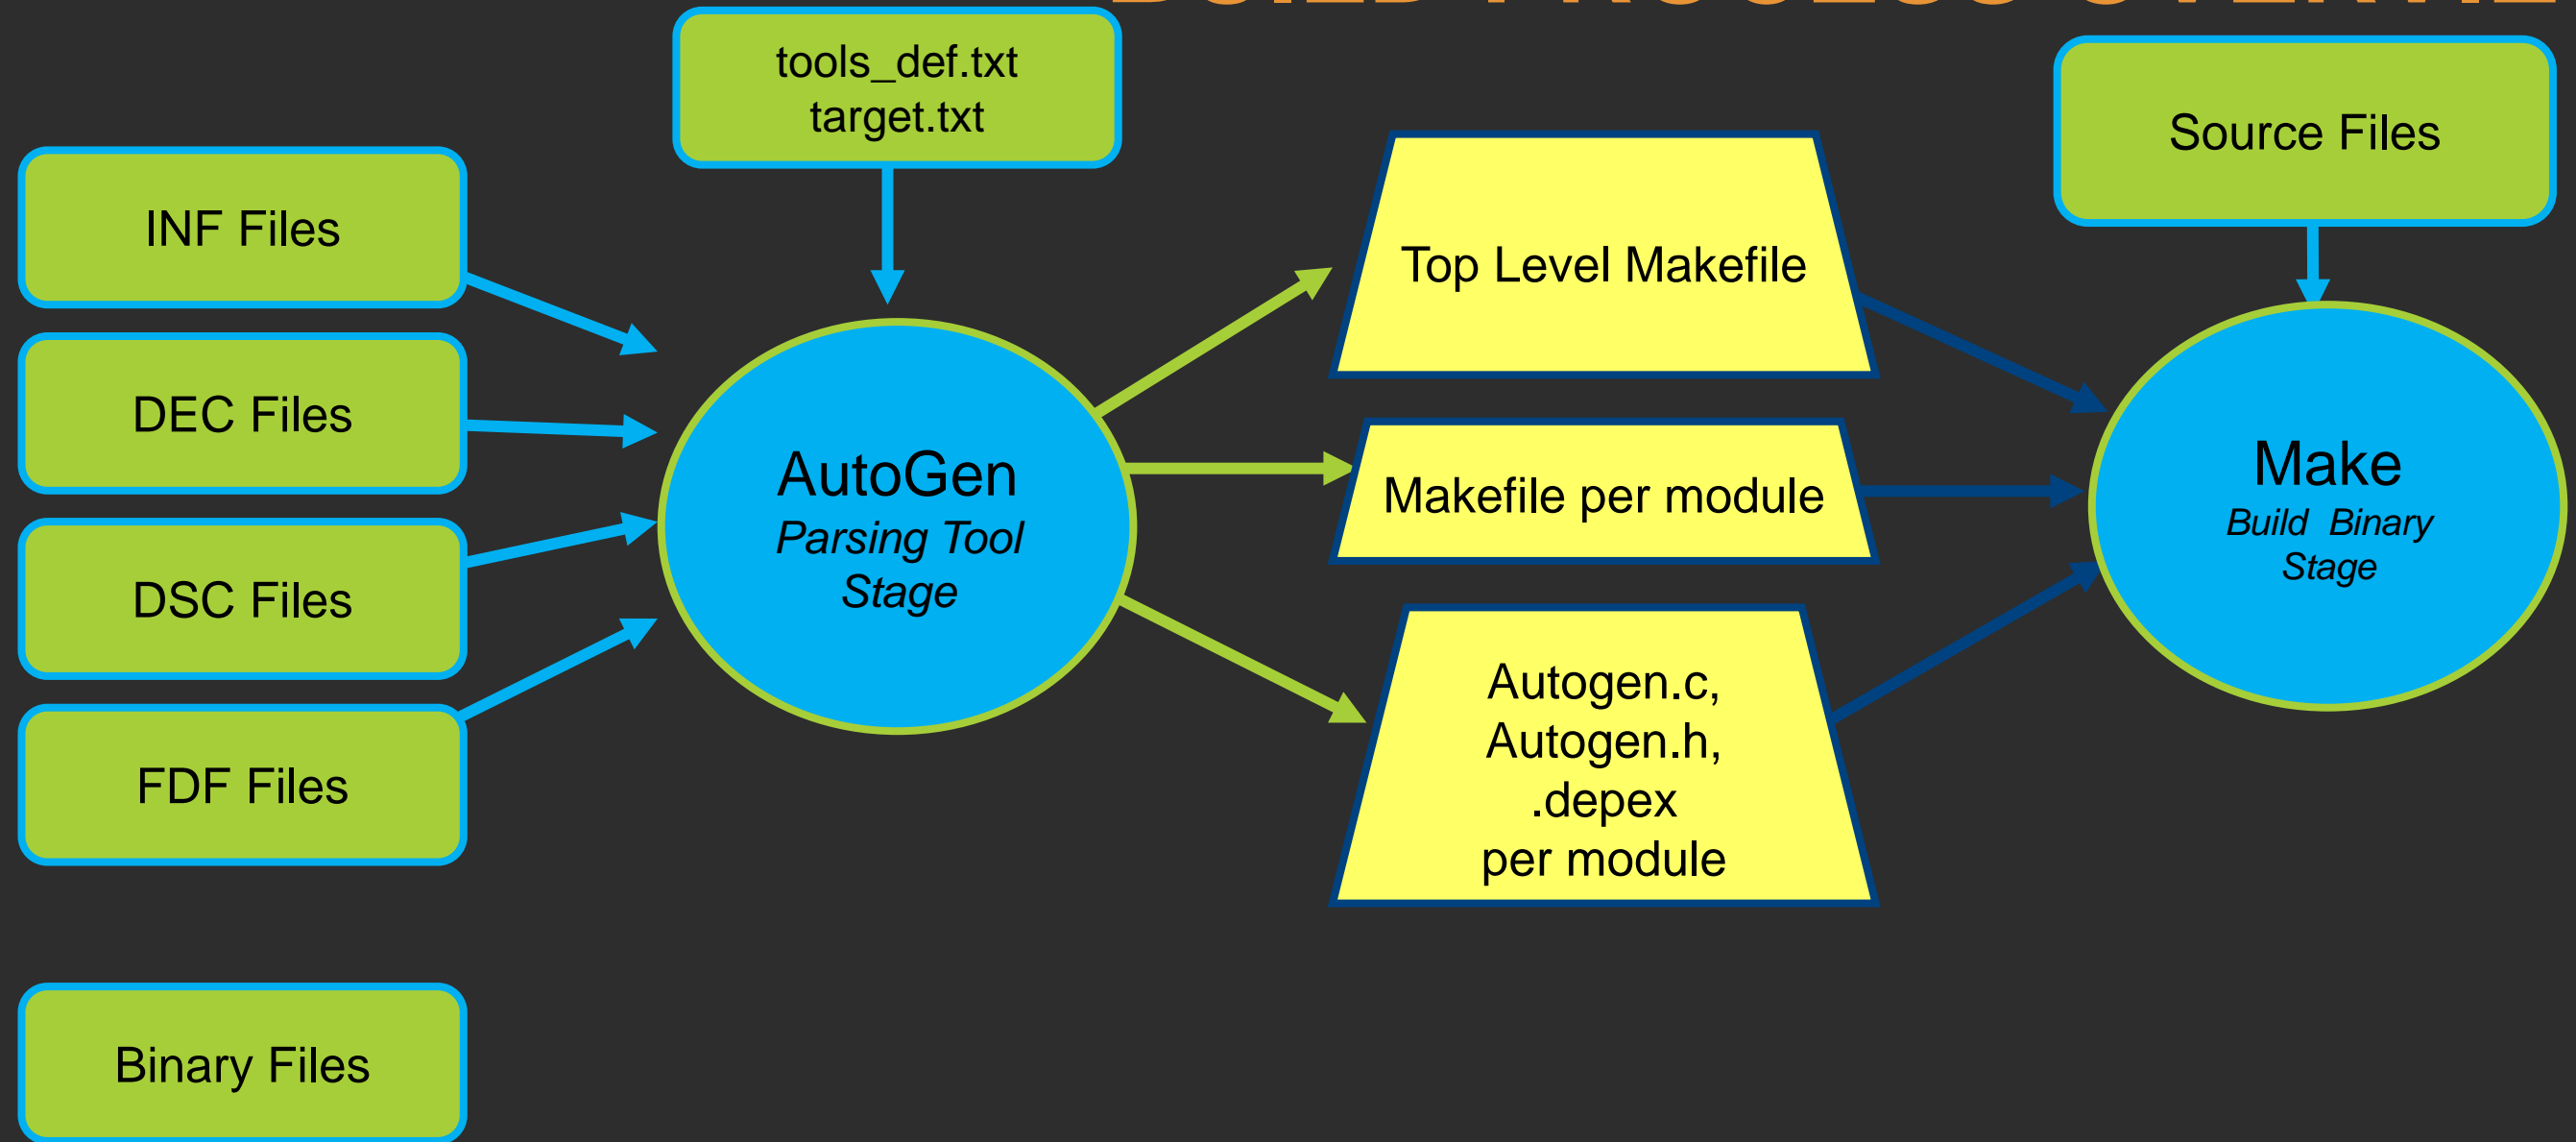 tools_def.txt
target.txt
Source Files
INF Files
Top Level Makefile
DEC Files
AutoGen
Parsing Tool
Stage
Makefile per module
Make
Build Binary
Stage
DSC Files
Autogen.c,
Autogen.h,
.depex
per module
FDF Files
Binary Files